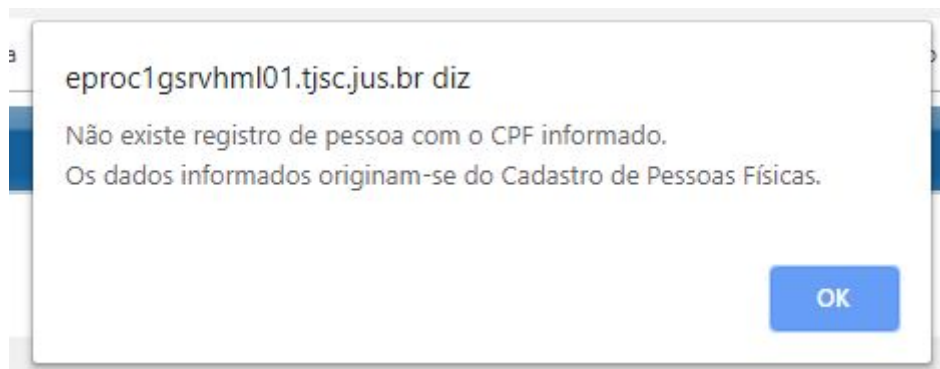 eproc1gsrvhml01.tjsc.jus.br diz
Não existe registro de pessoa com o CPF informado.
Os dados informados originam-se do Cadastro de Pessoas Físicas.
OK